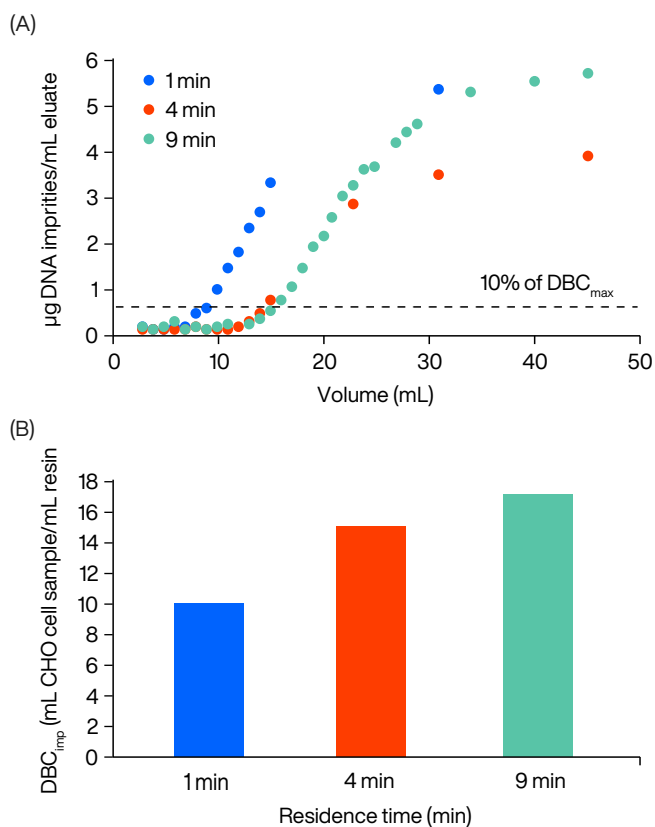 (A)
6
5
4
3
2
1
0
µg DNA imprities/mL eluate
1 min
4 min
9 min
10% of DBCmax
0 10 20 30 40 50
Volume (mL)
(B)
18
16
14
12
10
8
6
4
2
0
DBCimp (mL CHO cell sample/mL resin
1 min 4 min 9 min
Residence time (min)